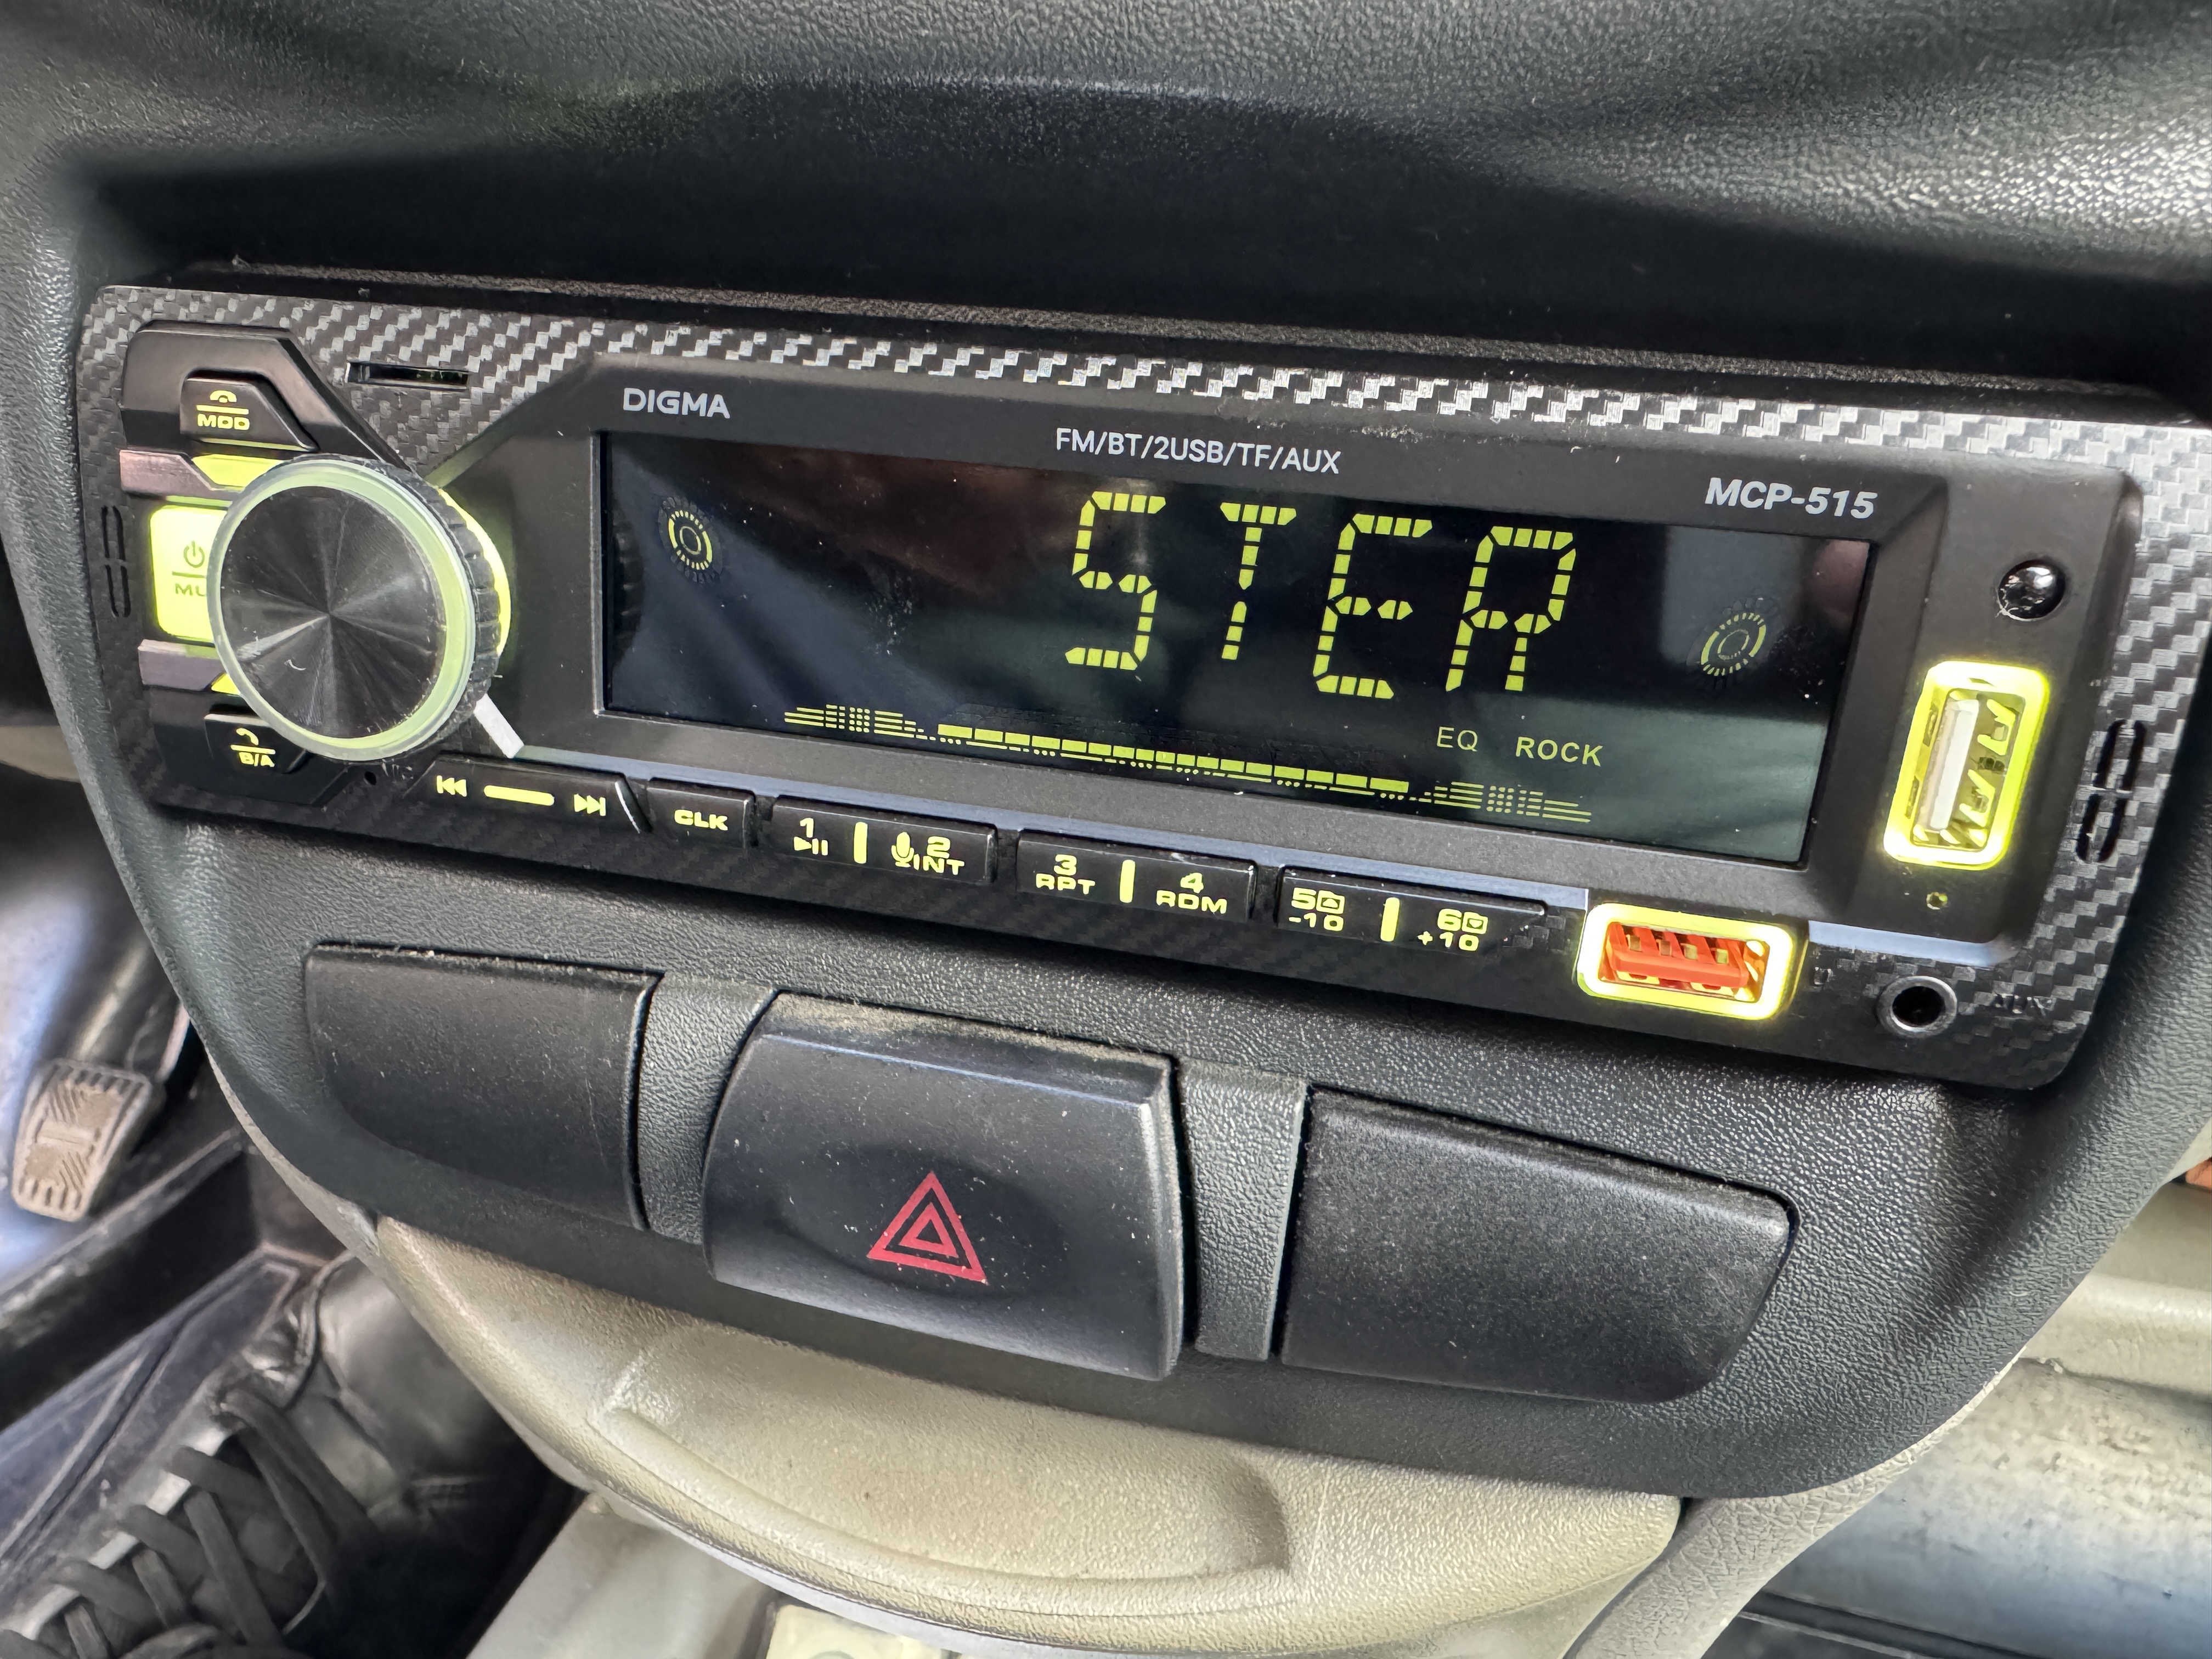 DIGMA
FM/BT/2USB/TF/AUX
MCP-515
MOD
STER
EQ ROCK
B/A
CLK
1
2
INT
3
RPT
4
RDM
5
-10
6
+10
AUX